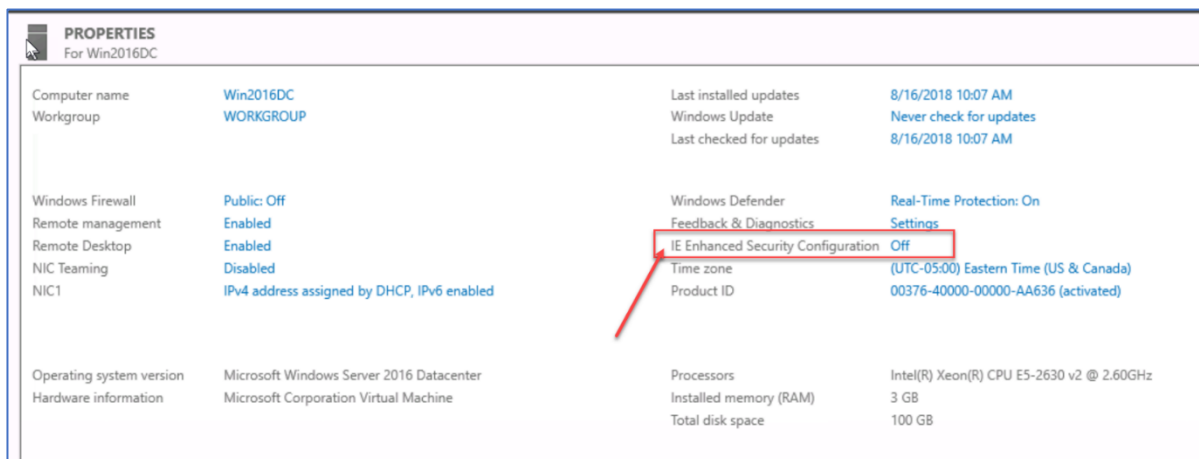 PROPERTIES
For Win2016DC
Computer name Win2016DC Last installed updates 8/16/2018 10:07 AM
Workgroup WORKGROUP Windows Update Never check for updates
Last checked for updates 8/16/2018 10:07 AM
Windows Firewall Public: Off Windows Defender Real-Time Protection: On
Remote management Enabled Feedback & Diagnostics Settings
Remote Desktop Enabled IE Enhanced Security Configuration Off
NIC Teaming Disabled Time zone (UTC-05:00) Eastern Time (US & Canada)
NIC1 IPv4 address assigned by DHCP, IPv6 enabled Product ID 00376-40000-00000-AA636 (activated)
Operating system version Microsoft Windows Server 2016 Datacenter Processors Intel(R) Xeon(R) CPU E5-2630 v2 @ 2.60GHz
Hardware information Microsoft Corporation Virtual Machine Installed memory (RAM) 3 GB
Total disk space 100 GB